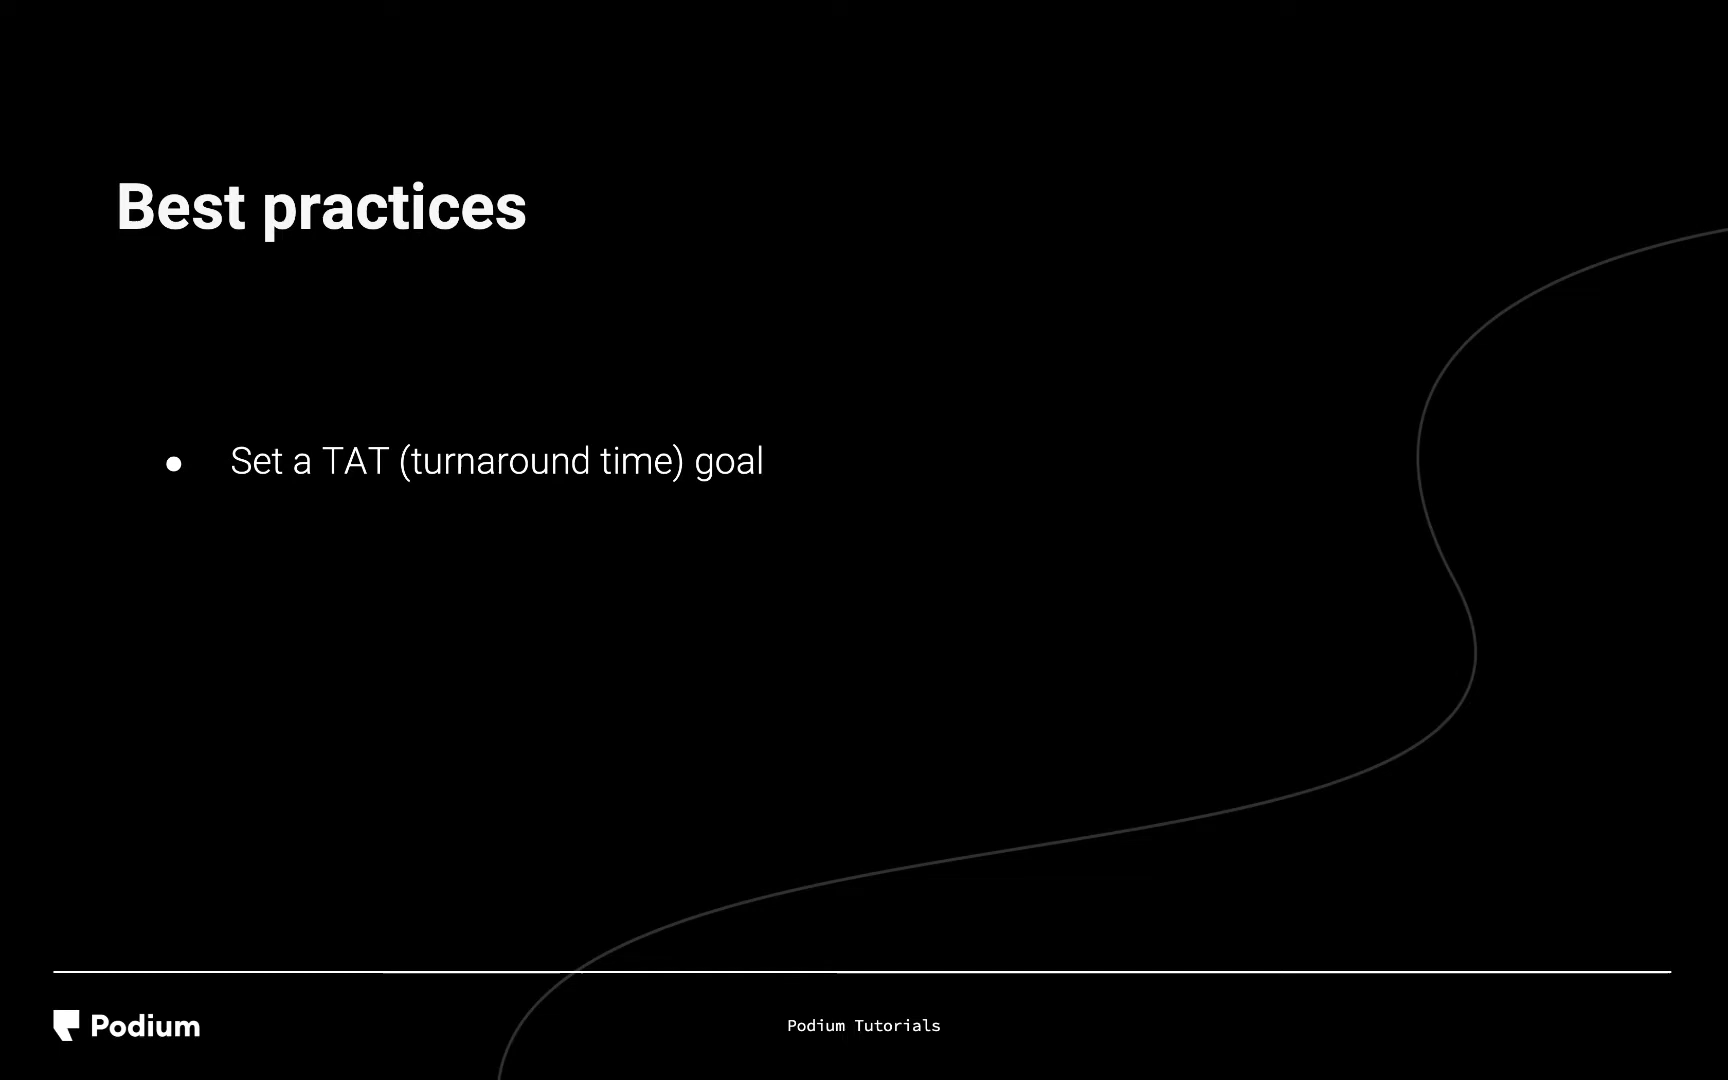 Best practices
● Set a TAT (turnaround time) goal
Podium
Podium Tutorials